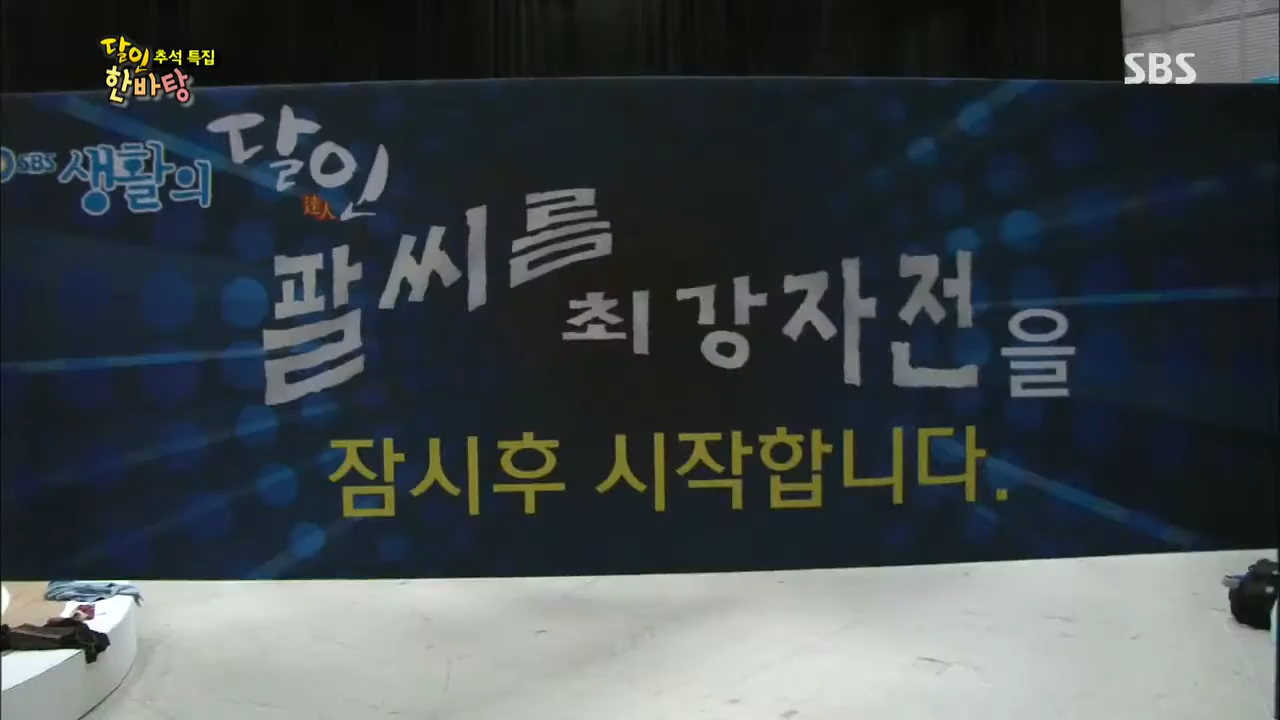 달인 추석 특집
한바탕
SBS
SBS 생활의 달인
達人
팔씨름 최강자전을
잠시후 시작합니다.